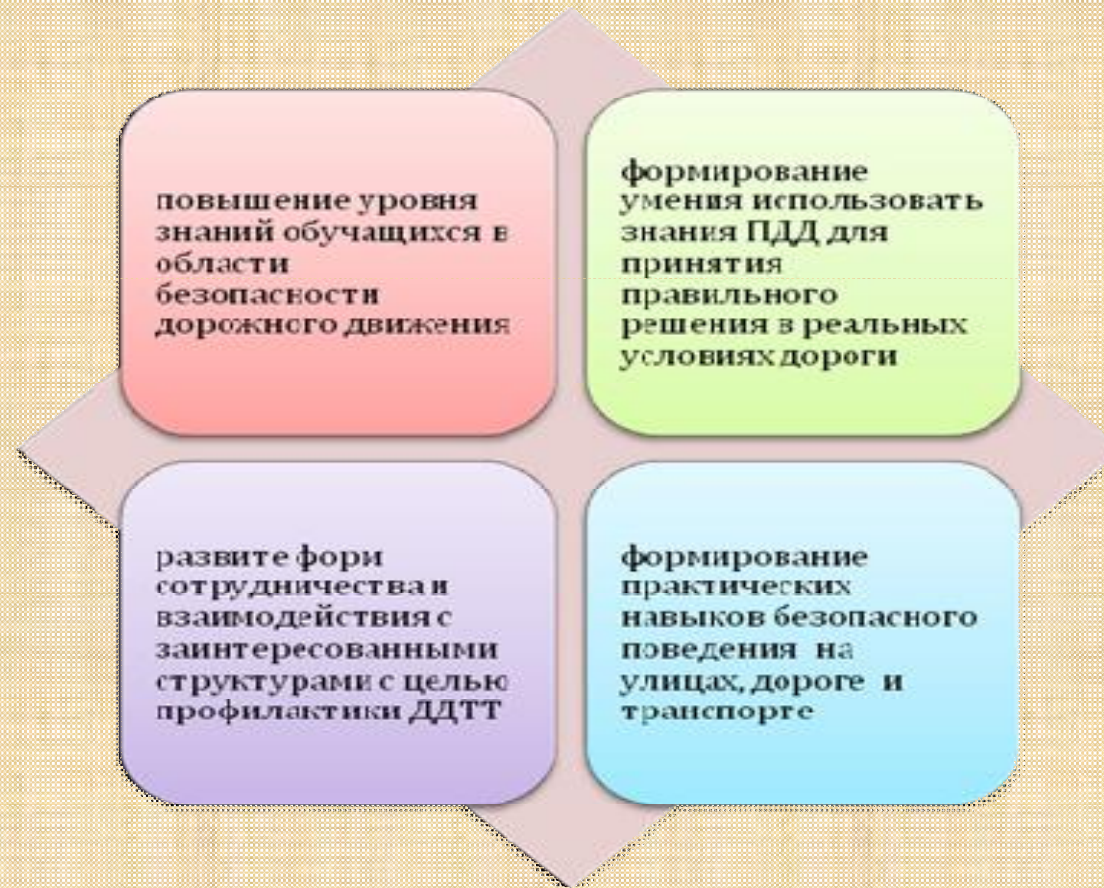 повышение уровня
знаний обучащихся в
области
безопасности
дорожного движения
формирование
умения использовать
знания ПДД для
принятия
правильного
решения в реальных
условиях дороги
развите форм
сотрудничества и
взаимодействия с
заинтересованными
структурами с целью
профилактики ДДТТ
формирование
практических
навыков безопасного
поведения на
улицах, дороге и
транспорте